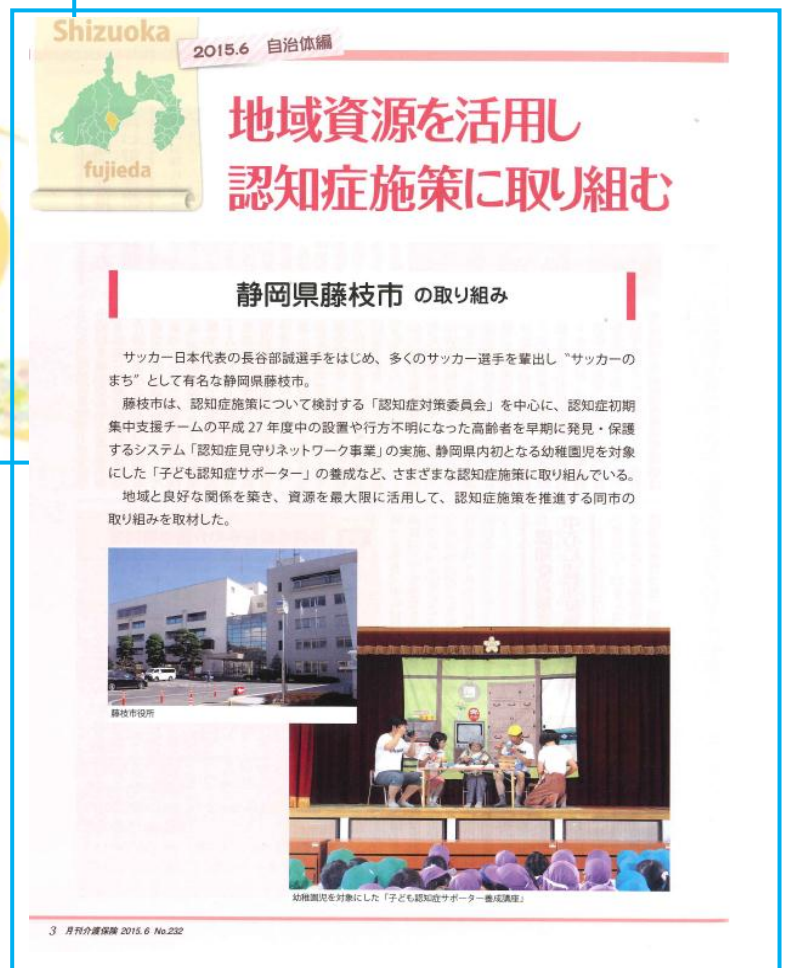 Shizuoka
2015.6 自治体編
fujieda
地域資源を活用し
認知症施策に取り組む
静岡県藤枝市 の取り組み
サッカー日本代表の長谷部誠選手をはじめ、多くのサッカー選手を輩出し〝サッカーの
まち〟として有名な静岡県藤枝市。
藤枝市は、認知症施策について検討する「認知症対策委員会」を中心に、認知症初期
集中支援チームの平成 27 年度中の設置や行方不明になった高齢者を早期に発見・保護
するシステム「認知症見守りネットワーク事業」の実施、静岡県内初となる幼稚園児を対象
にした「子ども認知症サポーター」の養成など、さまざまな認知症施策に取り組んでいる。
地域と良好な関係を築き、資源を最大限に活用して、認知症施策を推進する同市の
取り組みを取材した。
藤枝市役所
幼稚園児を対象にした「子ども認知症サポーター養成講座」
3 月刊介護保険 2015. 6 No.232